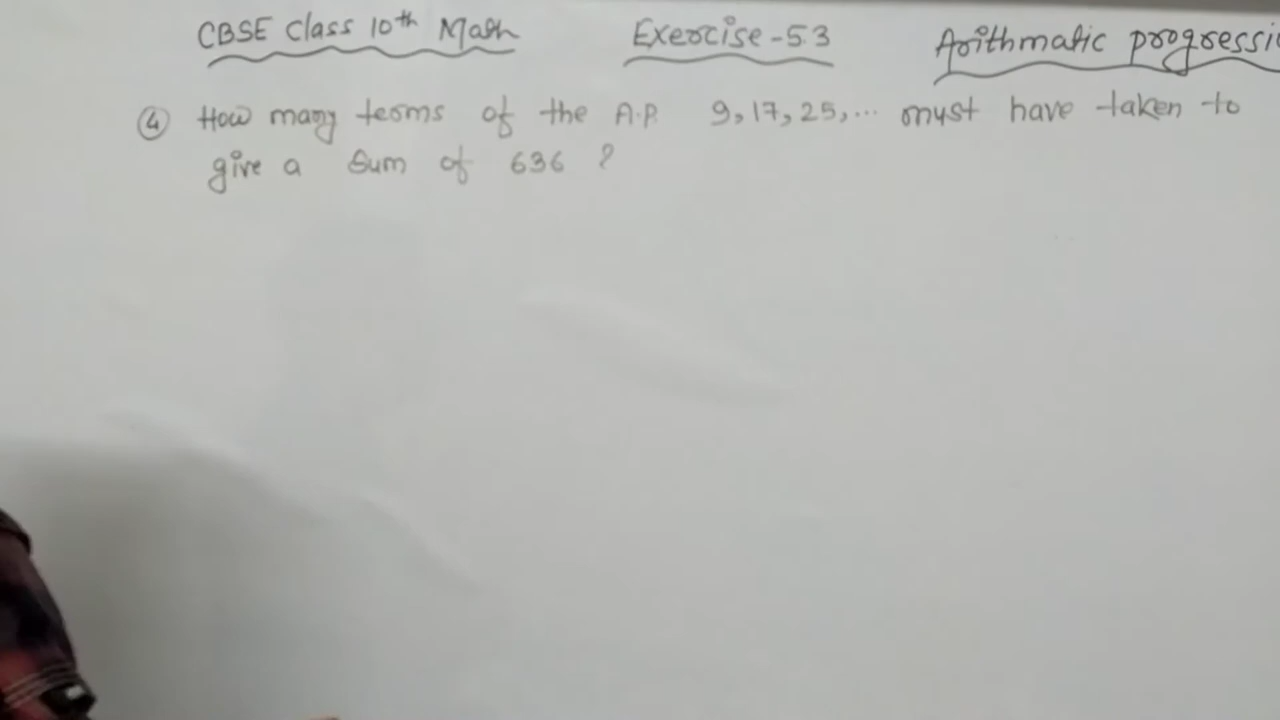 CBSE Class 10th Math Exercise-5.3 Arithmatic progressi
④ How many terms of the A.P. 9,17,25,... must have taken to
give a Sum of 636 ?